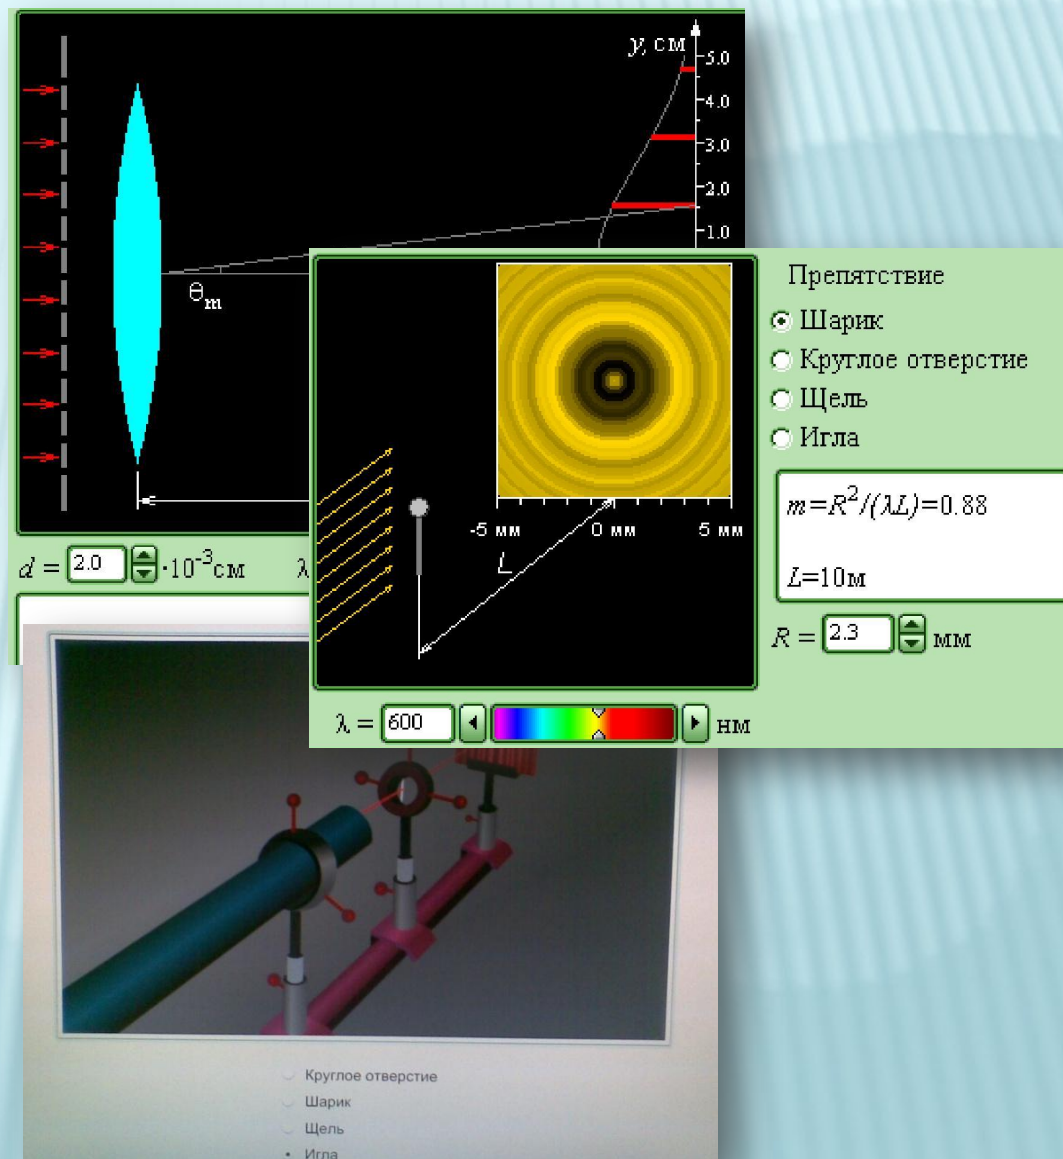 y, см
5.0
4.0
3.0
2.0
1.0
θm
d = 2.0 ·10⁻³см λ
Препятствие
Шарик
Круглое отверстие
Щель
Игла
-5 мм 0 мм 5 мм
L
m=R²/(λL)=0.88
L=10м
R = 2.3 мм
λ = 600 нм
Круглое отверстие
Шарик
Щель
Игла